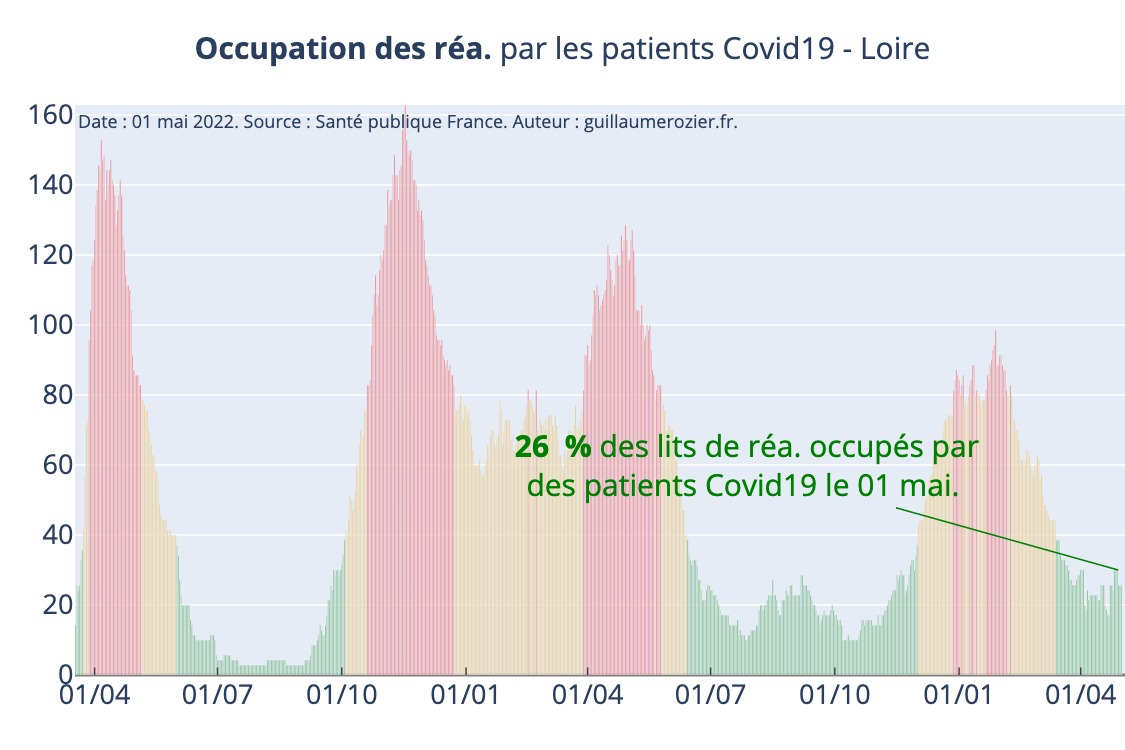 Occupation des réa. par les patients Covid19 - Loire
160
Date : 01 mai 2022. Source : Santé publique France. Auteur : guillaumerozier.fr.
140
120
100
80
26 % des lits de réa. occupés par
60
des patients Covid19 le 01 mai.
40
20
0
01/04 01/07 01/10 01/01 01/04 01/07 01/10 01/01 01/04